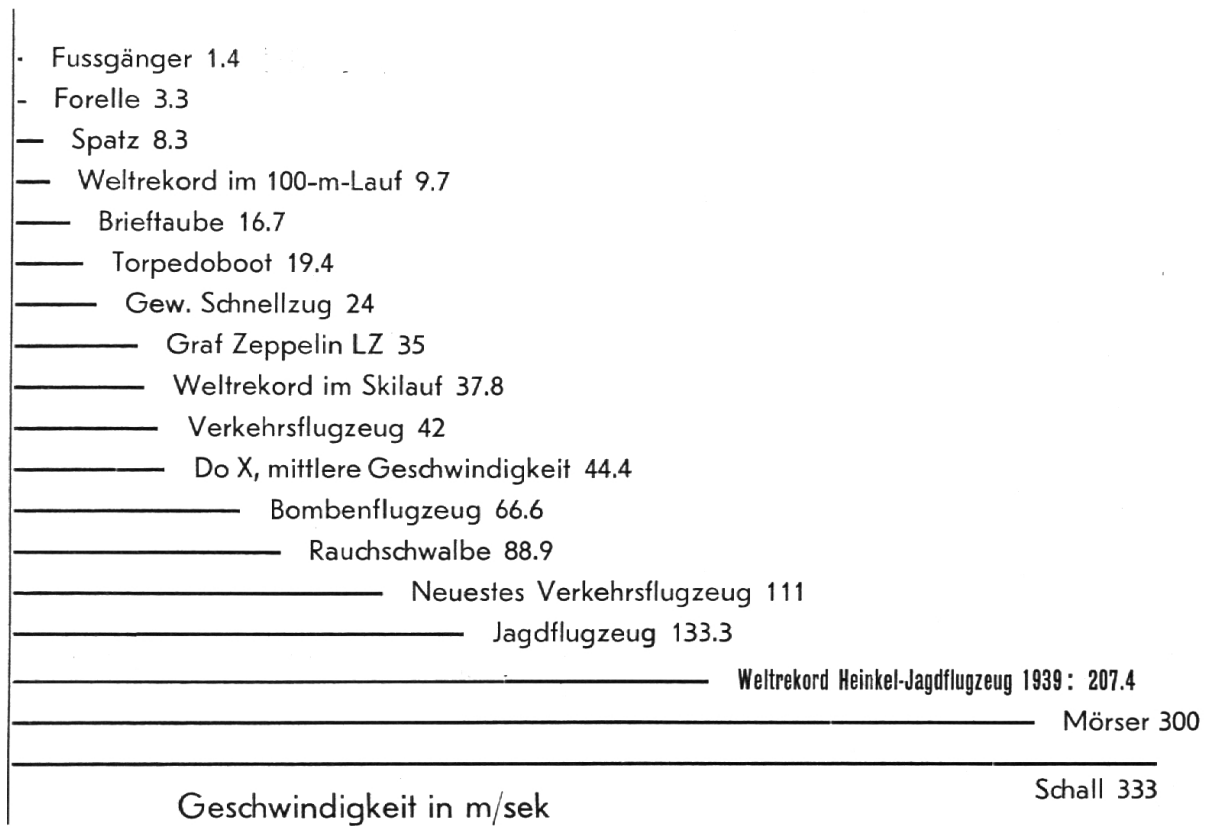 Fussgänger 1.4
Forelle 3.3
Spatz 8.3
Weltrekord im 100-m-Lauf 9.7
Brieftaube 16.7
Torpedoboot 19.4
Gew. Schnellzug 24
Graf Zeppelin LZ 35
Weltrekord im Skilauf 37.8
Verkehrsflugzeug 42
Do X, mittlere Geschwindigkeit 44.4
Bombenflugzeug 66.6
Rauchschwalbe 88.9
Neuestes Verkehrsflugzeug 111
Jagdflugzeug 133.3
Weltrekord Heinkel-Jagdflugzeug 1939: 207.4
Mörser 300
Schall 333
Geschwindigkeit in m/sek